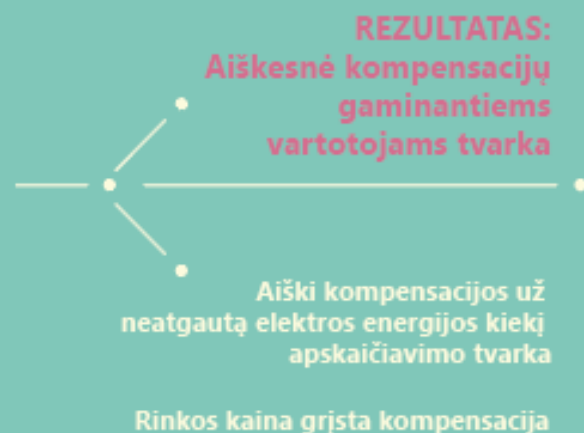 REZULTATAS:
Aiškesnė kompensacijų
gaminantiems
vartotojams tvarka
Aiški kompensacijos už
neatgautą elektros energijos kiekį
apskaičiavimo tvarka
Rinkos kaina grįsta kompensacija